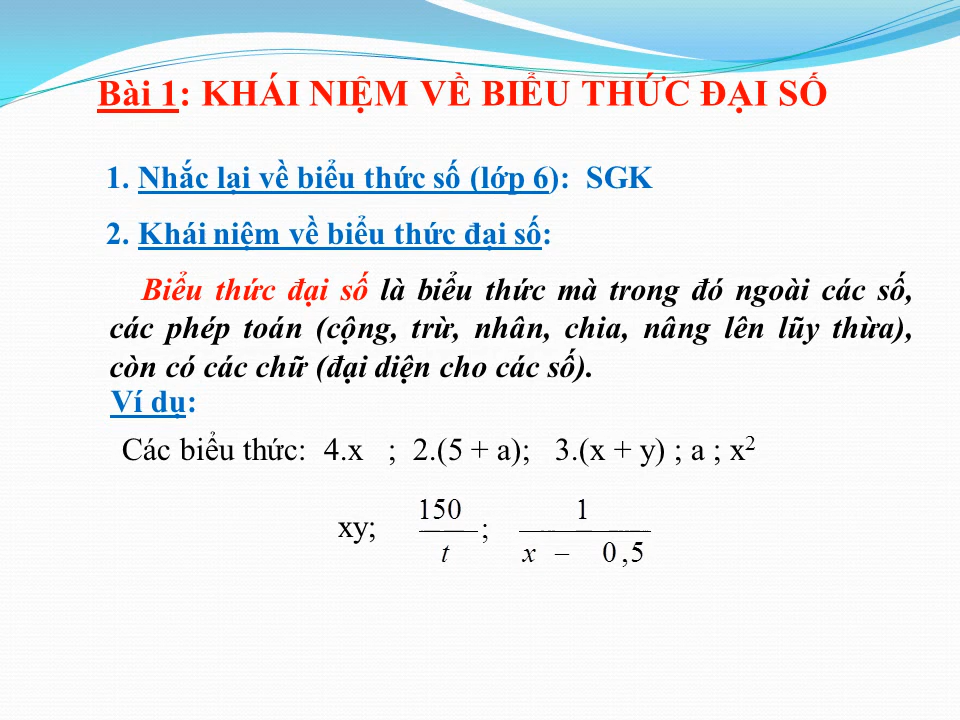 Bài 1: KHÁI NIỆM VỀ BIỂU THỨC ĐẠI SỐ
1. Nhắc lại về biểu thức số (lớp 6): SGK
2. Khái niệm về biểu thức đại số:
Biểu thức đại số là biểu thức mà trong đó ngoài các số,
các phép toán (cộng, trừ, nhân, chia, nâng lên lũy thừa),
còn có các chữ (đại diện cho các số).
Ví dụ:
Các biểu thức: 4.x ; 2.(5 + a); 3.(x + y) ; a ; x²
xy; 150/t ; 1/(x – 0,5)